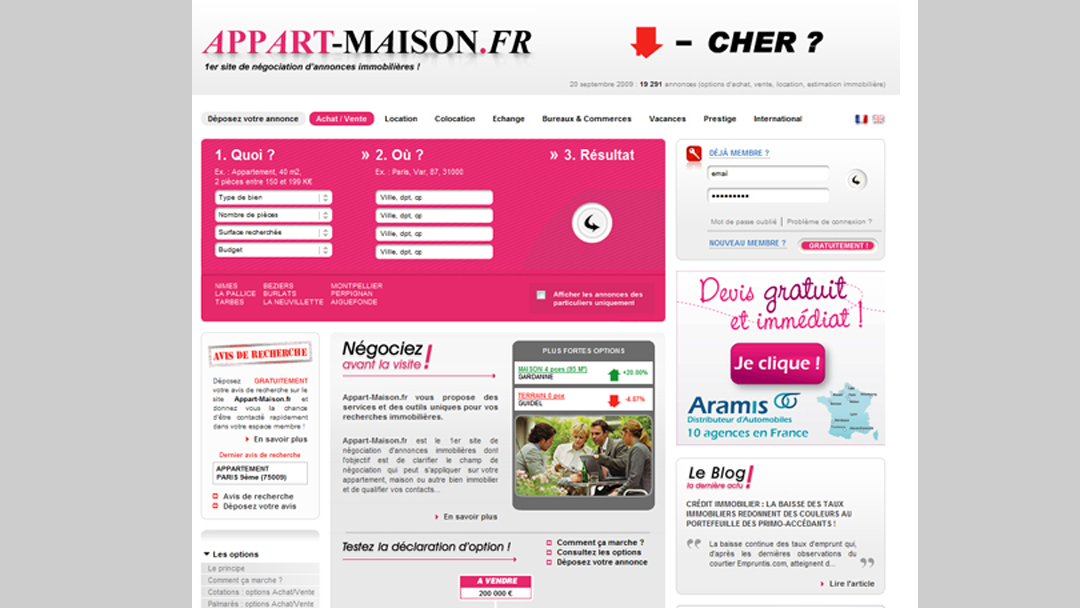 APPART-MAISON.FR
1er site de négociation d'annonces immobilières !
– CHER ?
20 septembre 2009 : 19 291 annonces (options d'achat, vente, location, estimation immobilière)
Déposez votre annonce
Achat / Vente
Location
Colocation
Echange
Bureaux & Commerces
Vacances
Prestige
International
1. Quoi ?
Ex. : Appartement, 40 m2,
2 pièces entre 150 et 199 K€
Type de bien
Nombre de pièces
Surface recherchée
Budget
» 2. Où ?
Ex. : Paris, Var, 87, 31000
Ville, dpt, cp
Ville, dpt, cp
Ville, dpt, cp
Ville, dpt, cp
» 3. Résultat
NIMES BEZIERS MONTPELLIER
LA PALLICE BURLATS PERPIGNAN
TARBES LA NEUVILLETTE AIGUEFONDE
Afficher les annonces des
particuliers uniquement
DÉJÀ MEMBRE ?
email
•••••••••
Mot de passe oublié | Problème de connexion ?
NOUVEAU MEMBRE ?
GRATUITEMENT !
Devis gratuit
et immédiat !
Je clique !
Aramis
Distributeur d'Automobiles
10 agences en France
AVIS DE RECHERCHE
Déposez GRATUITEMENT
votre avis de recherche sur le
site Appart-Maison.fr et
donnez vous la chance
d'être contacté rapidement
dans votre espace membre !
En savoir plus
Dernier avis de recherche
APPARTEMENT
PARIS 9ème (75009)
Avis de recherche
Déposez votre avis
Les options
Le principe
Comment ça marche ?
Cotations : options Achat/Vente
Palmarès : options Achat/Vente
Négociez
avant la visite !
Appart-Maison.fr vous propose des
services et des outils uniques pour vos
recherches immobilières.
Appart-Maison.fr est le 1er site de
négociation d'annonces immobilières dont
l'objectif est de clarifier le champ de
négociation qui peut s'appliquer sur votre
appartement, maison ou autre bien immobilier
et de qualifier vos contacts...
En savoir plus
PLUS FORTES OPTIONS
MAISON 4 pces (85 M²)
GARDANNE
+20.00%
TERRAIN 0 pce
GUIDEL
-4.87%
Testez la déclaration d'option !
Comment ça marche ?
Consultez les options
Déposez votre annonce
A VENDRE
200 000 €
Le Blog !
la dernière actu !
CRÉDIT IMMOBILIER : LA BAISSE DES TAUX
IMMOBILIERS REDONNENT DES COULEURS AU
PORTEFEUILLE DES PRIMO-ACCÉDANTS !
La baisse continue des taux d'emprunt qui,
d'après les dernières observations du
courtier Empruntis.com, atteignent d...
Lire l'article